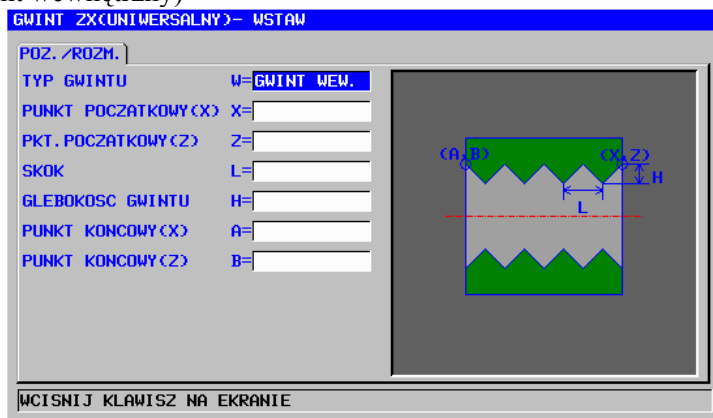 GWINT ZX(UNIWERSALNY)- WSTAW
POZ./ROZM.
TYP GWINTU W=GWINT WEW.
PUNKT POCZATKOWY(X) X=
PKT.POCZATKOWY(Z) Z=
SKOK L=
GLEBOKOSC GWINTU H=
PUNKT KONCOWY(X) A=
PUNKT KONCOWY(Z) B=
(A,B) (X,Z)
H
L
WCISNIJ KLAWISZ NA EKRANIE